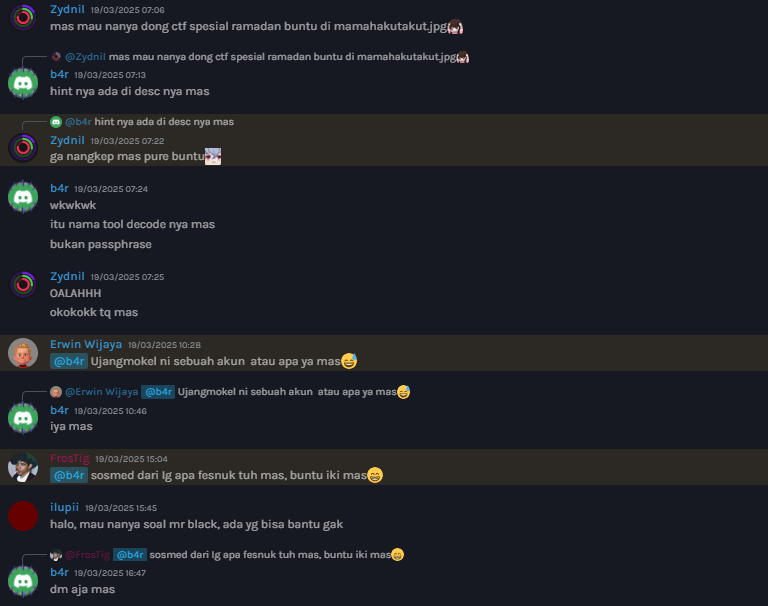 Zydnil 19/03/2025 07:06
mas mau nanya dong ctf spesial ramadan buntu di mamahakutakut.jpg
@Zydnil mas mau nanya dong ctf spesial ramadan buntu di mamahakutakut.jpg
b4r 19/03/2025 07:13
hint nya ada di desc nya mas
@b4r hint nya ada di desc nya mas
Zydnil 19/03/2025 07:22
ga nangkep mas pure buntu
b4r 19/03/2025 07:24
wkwkwk
itu nama tool decode nya mas
bukan passphrase
Zydnil 19/03/2025 07:25
OALAHHH
okokokk tq mas
Erwin Wijaya 19/03/2025 10:28
@b4r Ujangmokel ni sebuah akun atau apa ya mas😅
@Erwin Wijaya @b4r Ujangmokel ni sebuah akun atau apa ya mas😅
b4r 19/03/2025 10:46
iya mas
FrosTig 19/03/2025 15:04
@b4r sosmed dari Ig apa fesnuk tuh mas, buntu iki mas😁
ilupii 19/03/2025 15:45
halo, mau nanya soal mr black, ada yg bisa bantu gak
@FrosTig @b4r sosmed dari Ig apa fesnuk tuh mas, buntu iki mas😁
b4r 19/03/2025 16:47
dm aja mas